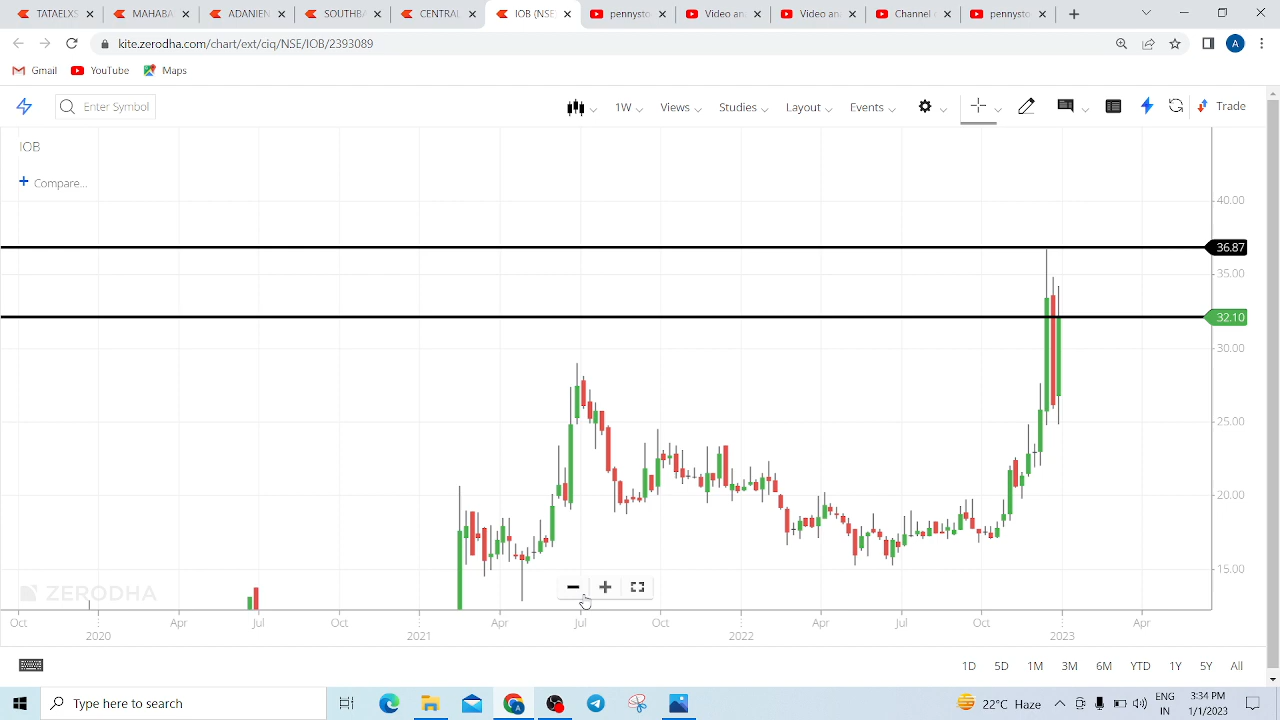 TATAELXS
MAHABA
ADANIEN
SOUTHBA
CENTRAL
IOB (NSE
pennysto
Video an
Video an
Channel
pennysto
kite.zerodha.com/chart/ext/ciq/NSE/IOB/2393089
A
Gmail
YouTube
Maps
Enter Symbol
1W
Views
Studies
Layout
Events
Trade
IOB
Compare...
40.00
36.87
35.00
32.10
30.00
25.00
20.00
15.00
ZERODHA
Oct
2020
Apr
Jul
Oct
2021
Apr
Jul
Oct
2022
Apr
Jul
Oct
2023
Apr
1D
5D
1M
3M
6M
YTD
1Y
5Y
All
Type here to search
22°C Haze
ENG
IN
3:34 PM
1/1/2023